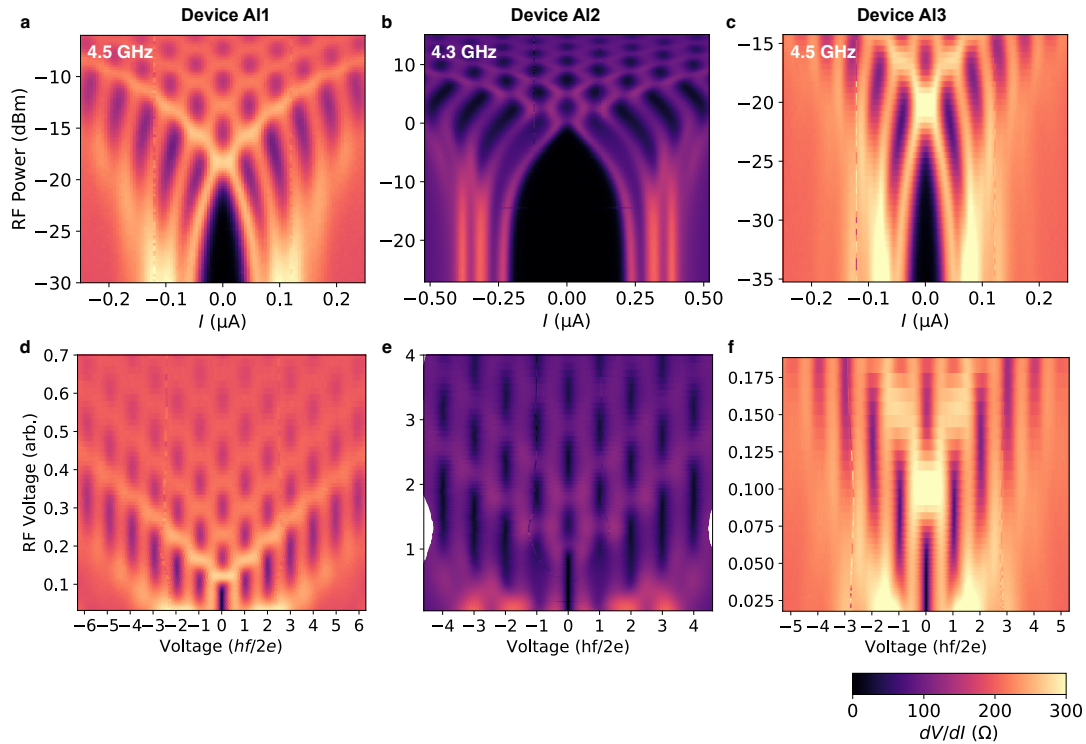 Device Al1
Device Al2
Device Al3
a
b
c
4.5 GHz
4.3 GHz
4.5 GHz
RF Power (dBm)
−10
−15
−20
−25
−30
10
0
−10
−20
−15
−20
−25
−30
−35
−0.2 −0.1 0.0 0.1 0.2
−0.50 −0.25 0.00 0.25 0.50
−0.2 −0.1 0.0 0.1 0.2
I (µA)
I (µA)
I (µA)
d
e
f
RF Voltage (arb.)
0.7
0.6
0.5
0.4
0.3
0.2
0.1
4
3
2
1
0.175
0.150
0.125
0.100
0.075
0.050
0.025
−6 −5 −4 −3 −2 −1 0 1 2 3 4 5 6
−4 −3 −2 −1 0 1 2 3 4
−5 −4 −3 −2 −1 0 1 2 3 4 5
Voltage (hf/2e)
Voltage (hf/2e)
Voltage (hf/2e)
0 100 200 300
dV/dI (Ω)